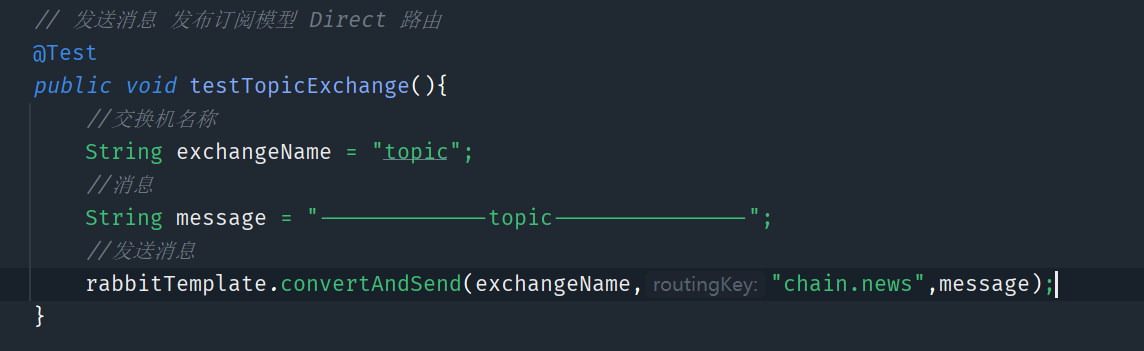 // 发送消息 发布订阅模型 Direct 路由
@Test
public void testTopicExchange(){
//交换机名称
String exchangeName = "topic";
//消息
String message = "-------------topic---------------";
//发送消息
rabbitTemplate.convertAndSend(exchangeName, routingKey: "chain.news",message);
}